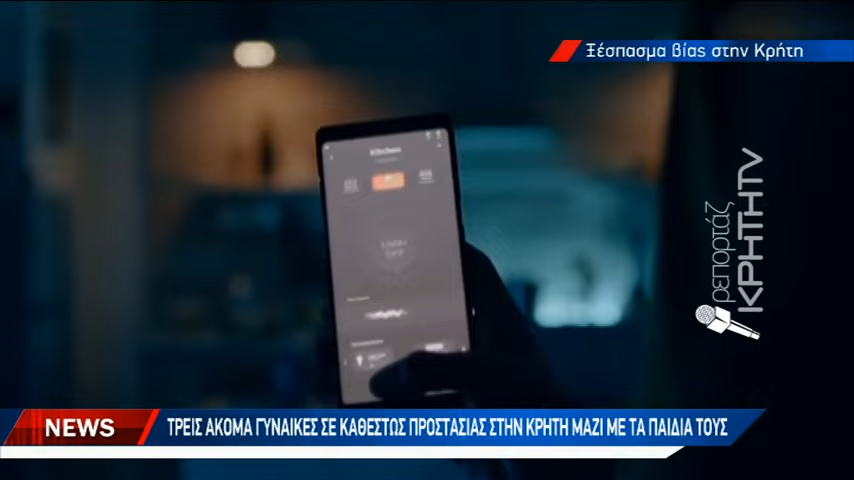 Ξέσπασμα βίας στην Κρήτη
Kitchen
ρεπορτάζ
ΚΡΗΤΗTV
NEWS
ΤΡΕΙΣ ΑΚΟΜΑ ΓΥΝΑΙΚΕΣ ΣΕ ΚΑΘΕΣΤΩΣ ΠΡΟΣΤΑΣΙΑΣ ΣΤΗΝ ΚΡΗΤΗ ΜΑΖΙ ΜΕ ΤΑ ΠΑΙΔΙΑ ΤΟΥΣ